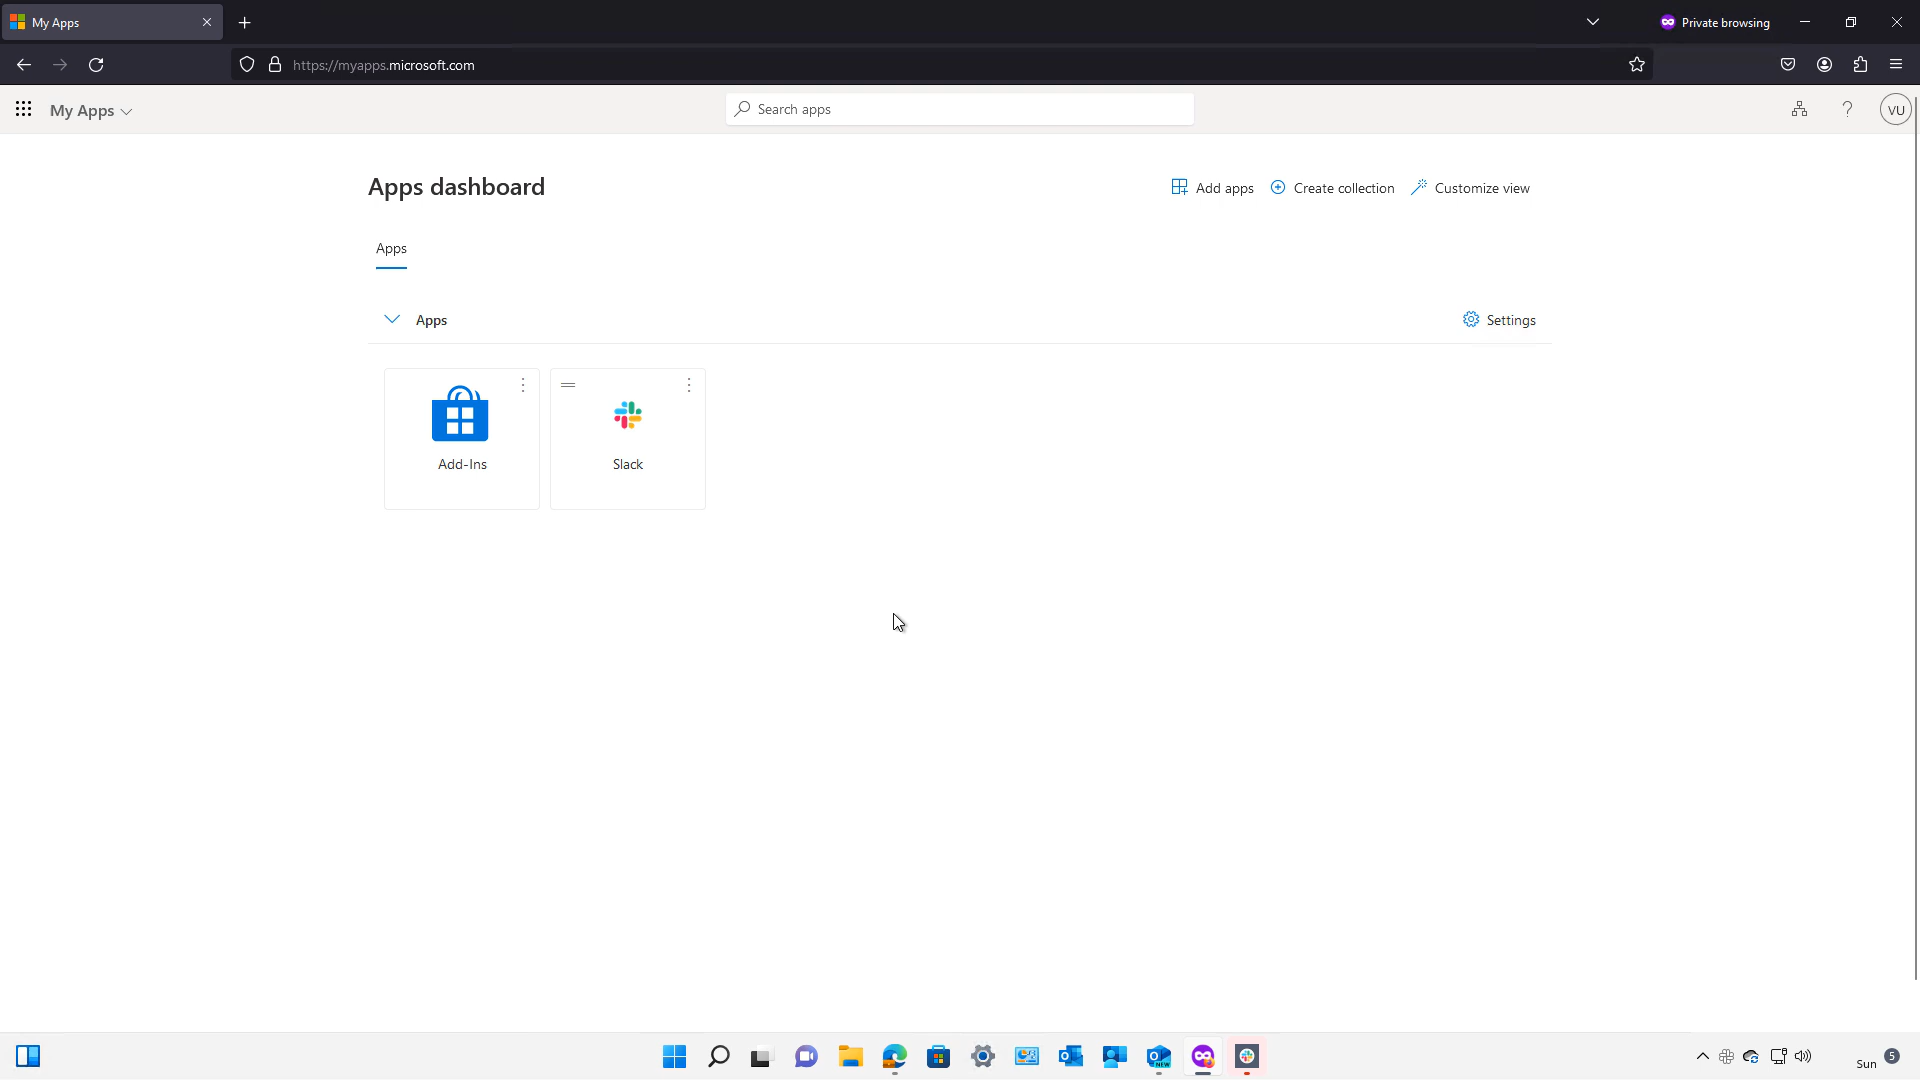 My Apps
Private browsing
https://myapps.microsoft.com
My Apps
Search apps
?
VU
Apps dashboard
Add apps
Create collection
Customize view
Apps
Apps
Settings
Add-Ins
Slack
NEW
Sun
5